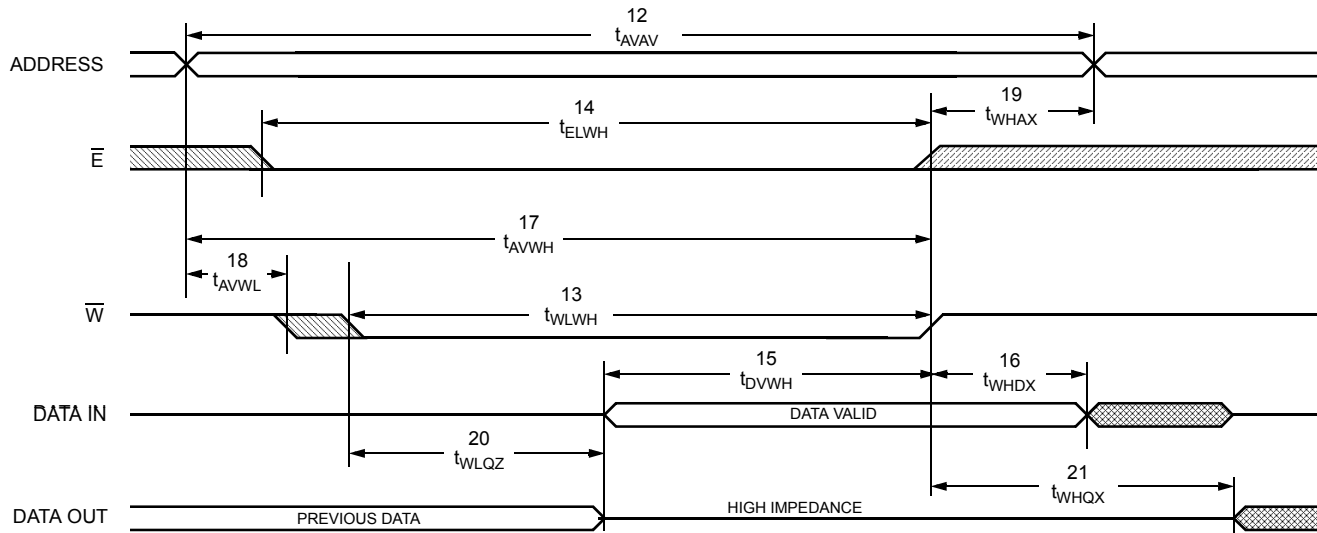 12
tAVAV
ADDRESS
14
tELWH
19
tWHAX
E̅
17
tAVWH
18
tAVWL
W̅
13
tWLWH
15
tDVWH
16
tWHDX
DATA IN
DATA VALID
20
tWLQZ
21
tWHQX
DATA OUT
PREVIOUS DATA
HIGH IMPEDANCE